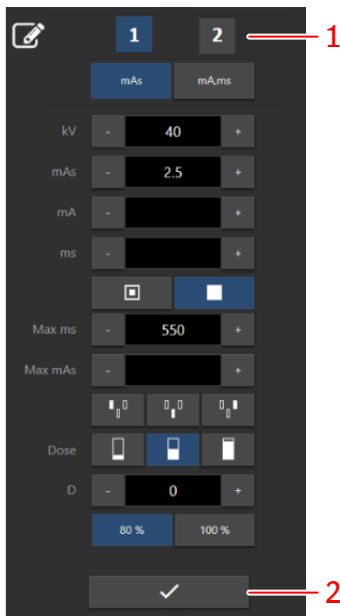 1 2 1
mAs mA,ms
kV - 40 +
mAs - 2.5 +
mA - +
ms - +
Max ms - 550 +
Max mAs - +
Dose
D - 0 +
80 % 100 %
2